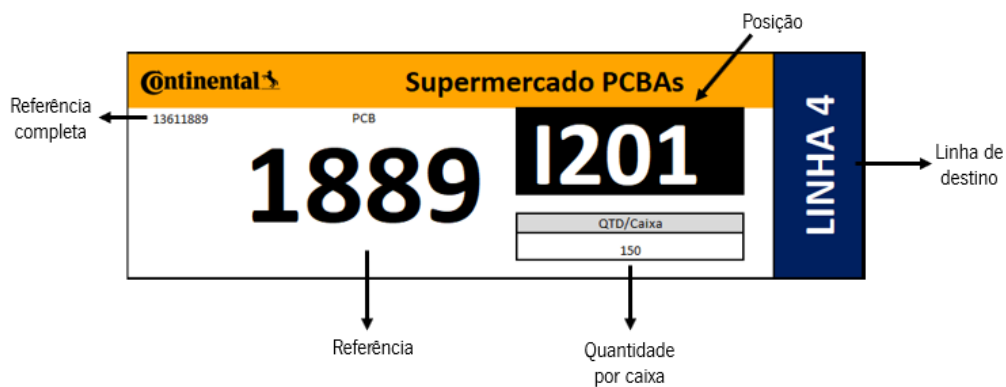 Posição
Continental
Supermercado PCBAs
LINHA 4
Referência
completa
13611889
PCB
I201
1889
Linha de
destino
QTD/Caixa
150
Referência
Quantidade
por caixa